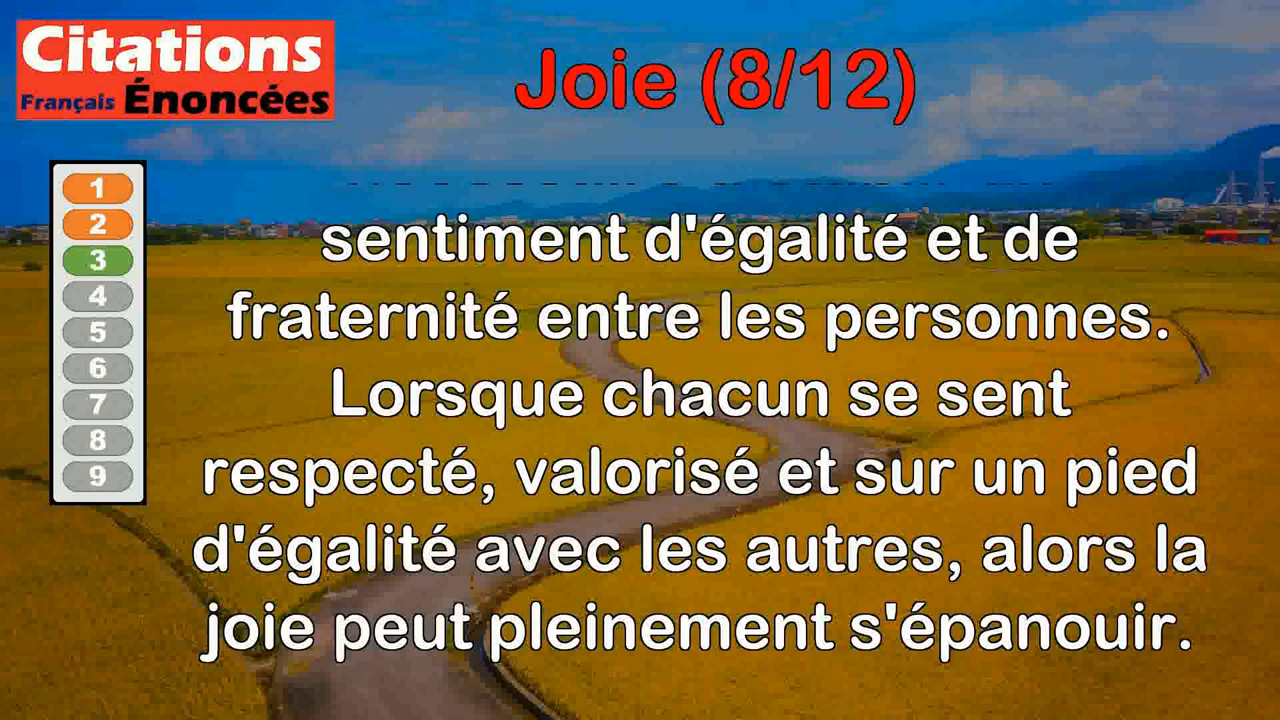 Citations
Français Énoncées
Joie (8/12)
1
2
3
4
5
6
7
8
9
sentiment d'égalité et de
fraternité entre les personnes.
Lorsque chacun se sent
respecté, valorisé et sur un pied
d'égalité avec les autres, alors la
joie peut pleinement s'épanouir.